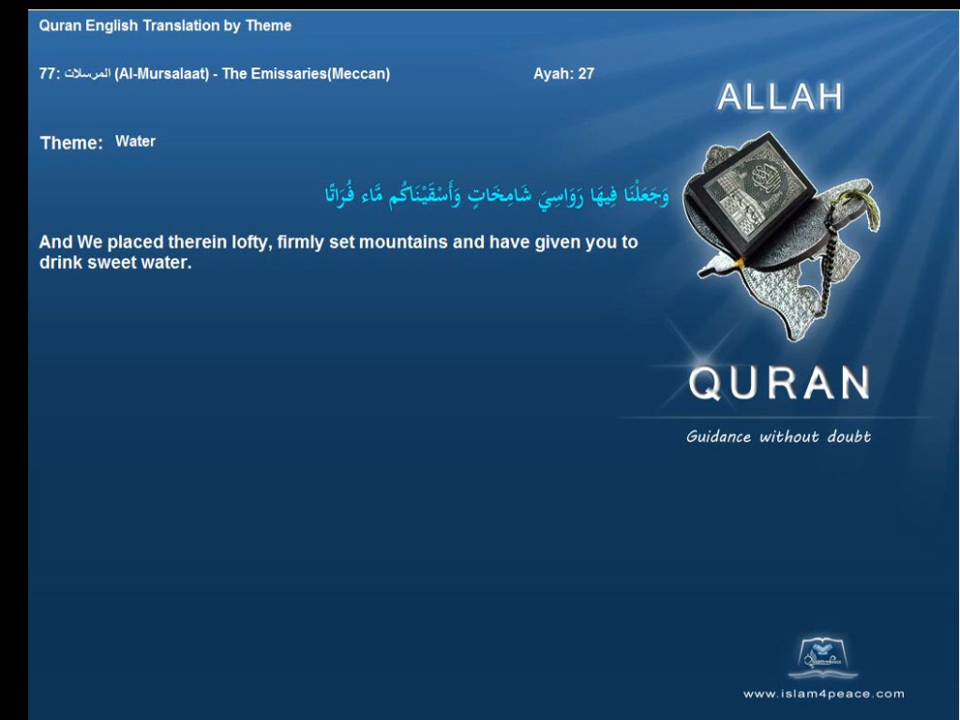 Quran English Translation by Theme
77: المرسلات (Al-Mursalaat) - The Emissaries(Meccan) Ayah: 27
ALLAH
Theme: Water
وَجَعَلْنَا فِيهَا رَوَاسِيَ شَامِخَاتٍ وَأَسْقَيْنَاكُم مَّاء فُرَاتًا
And We placed therein lofty, firmly set mountains and have given you to
drink sweet water.
QURAN
Guidance without doubt
www.islam4peace.com